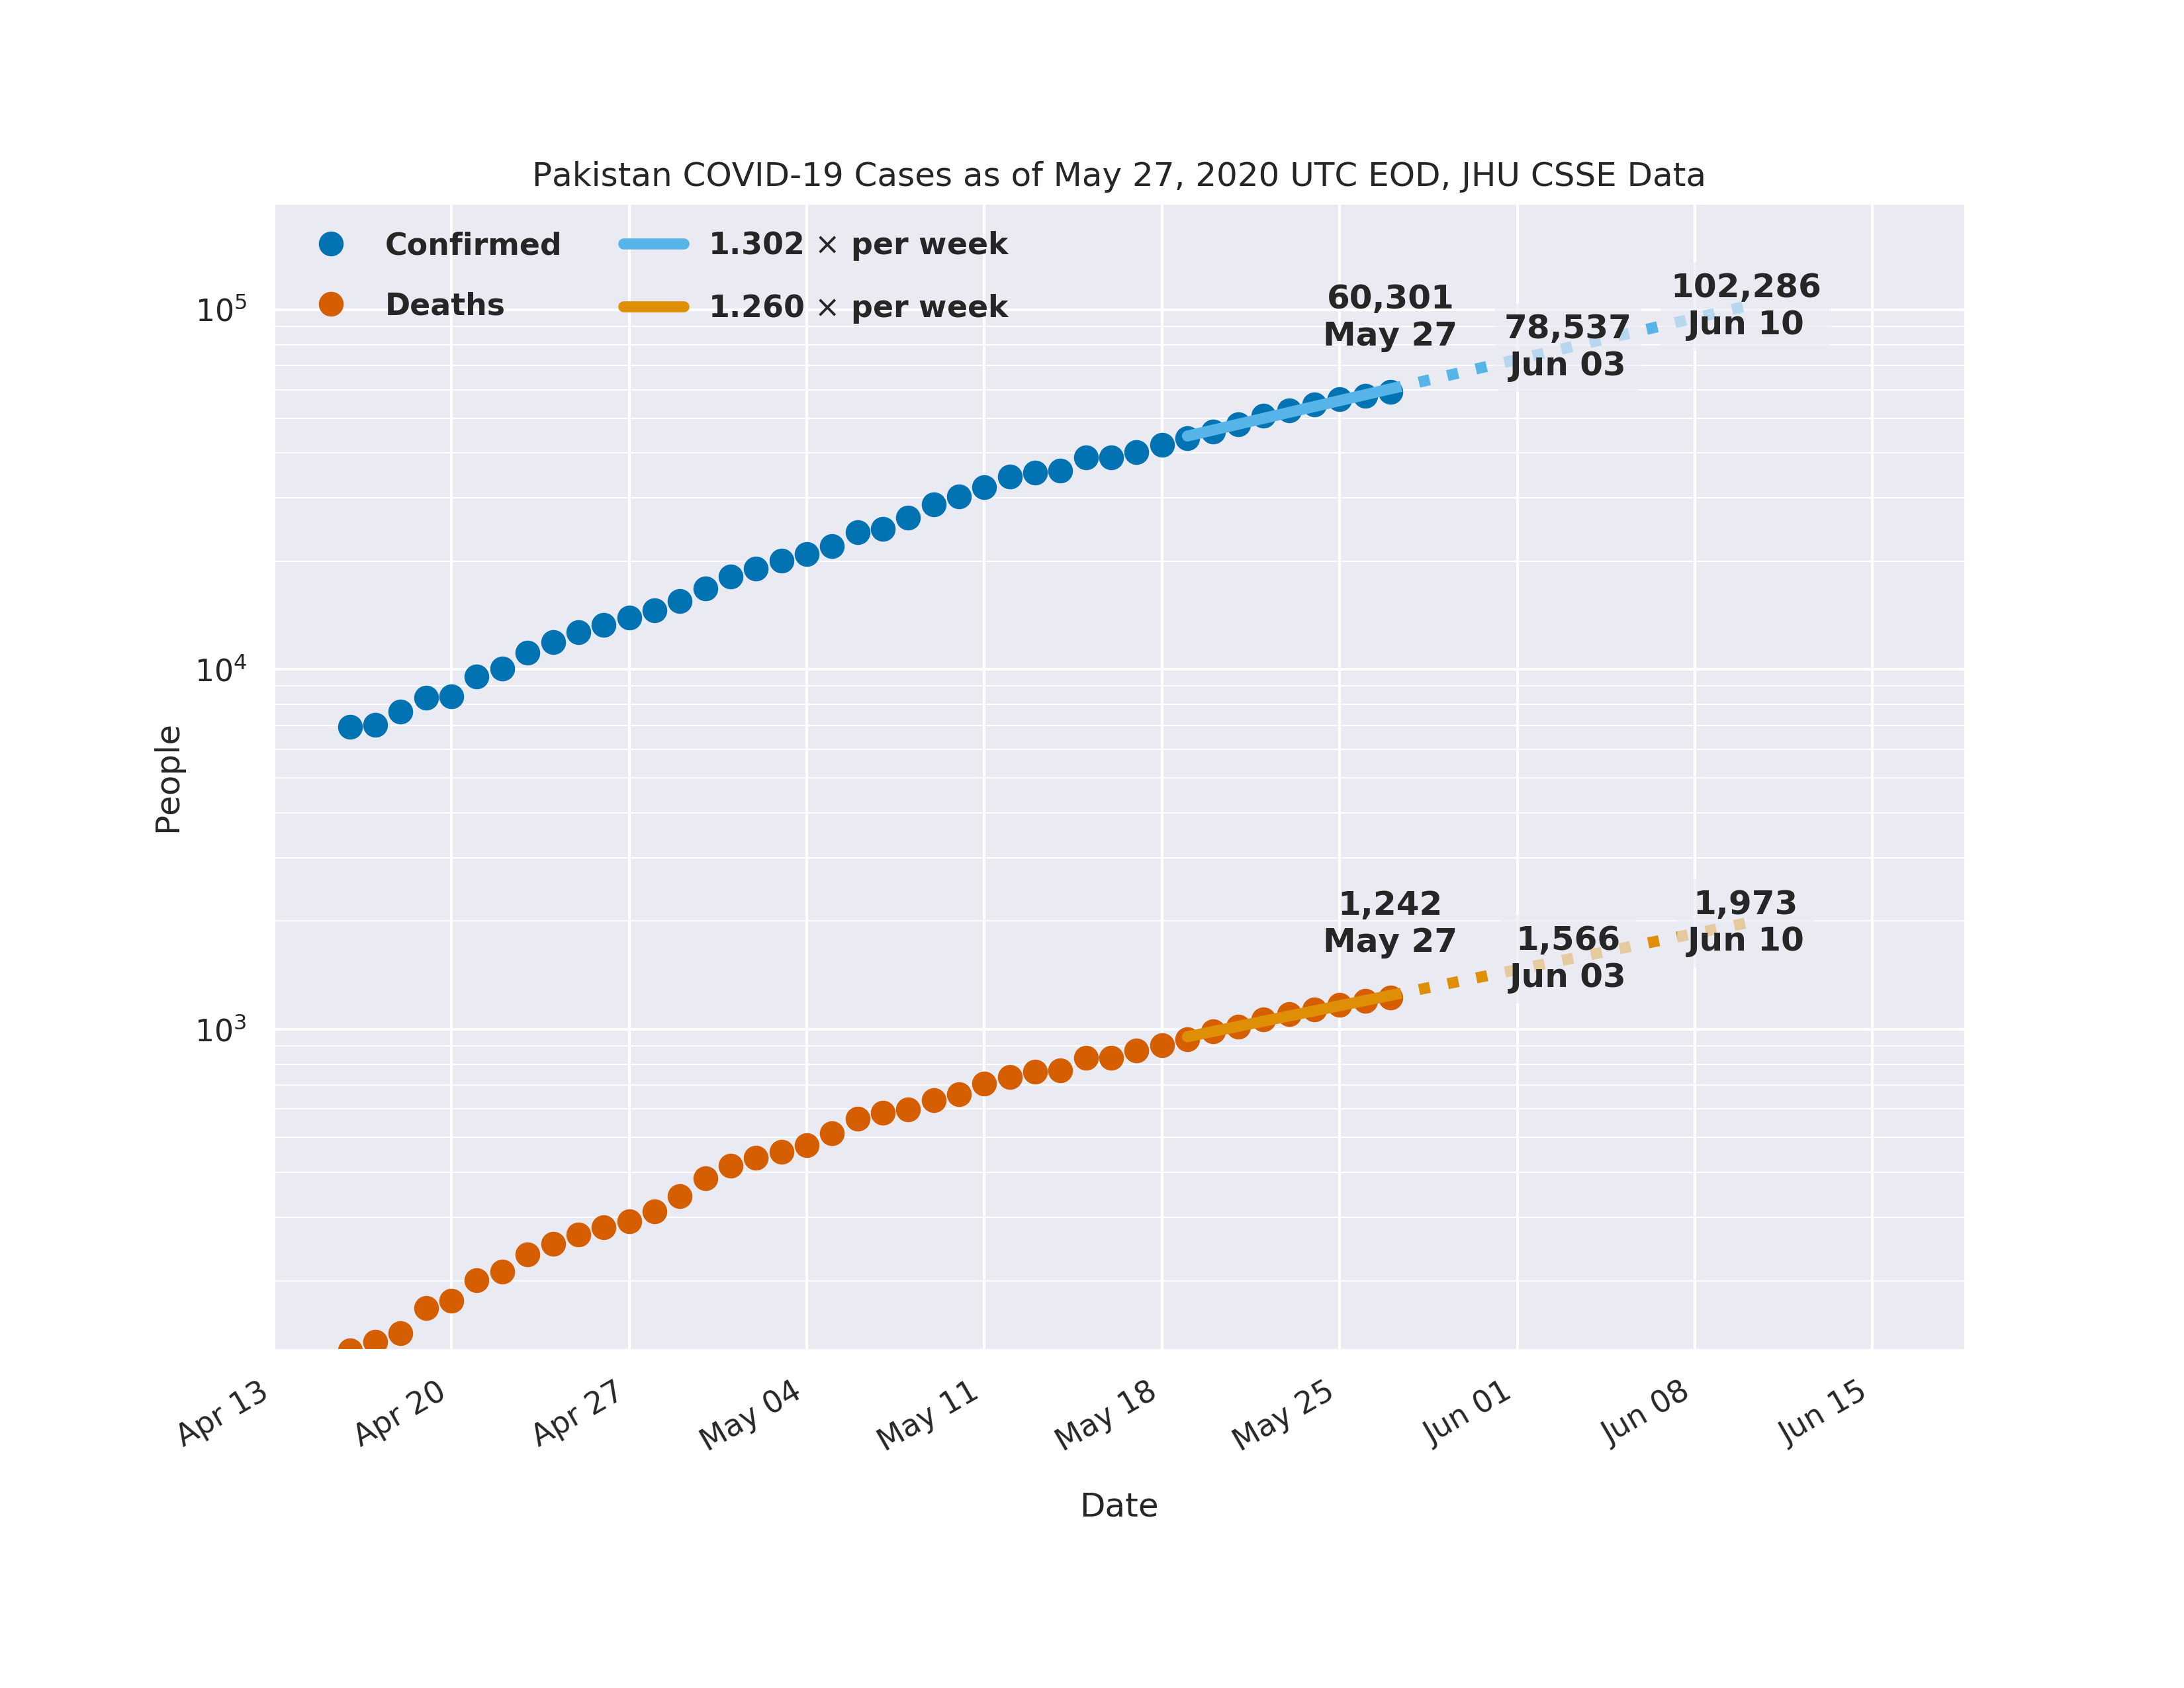 Pakistan COVID-19 Cases as of May 27, 2020 UTC EOD, JHU CSSE Data
Confirmed
Deaths
1.302 × per week
1.260 × per week
60,301
May 27
78,537
Jun 03
102,286
Jun 10
1,242
May 27
1,566
Jun 03
1,973
Jun 10
10⁵
10⁴
10³
People
Apr 13
Apr 20
Apr 27
May 04
May 11
May 18
May 25
Jun 01
Jun 08
Jun 15
Date